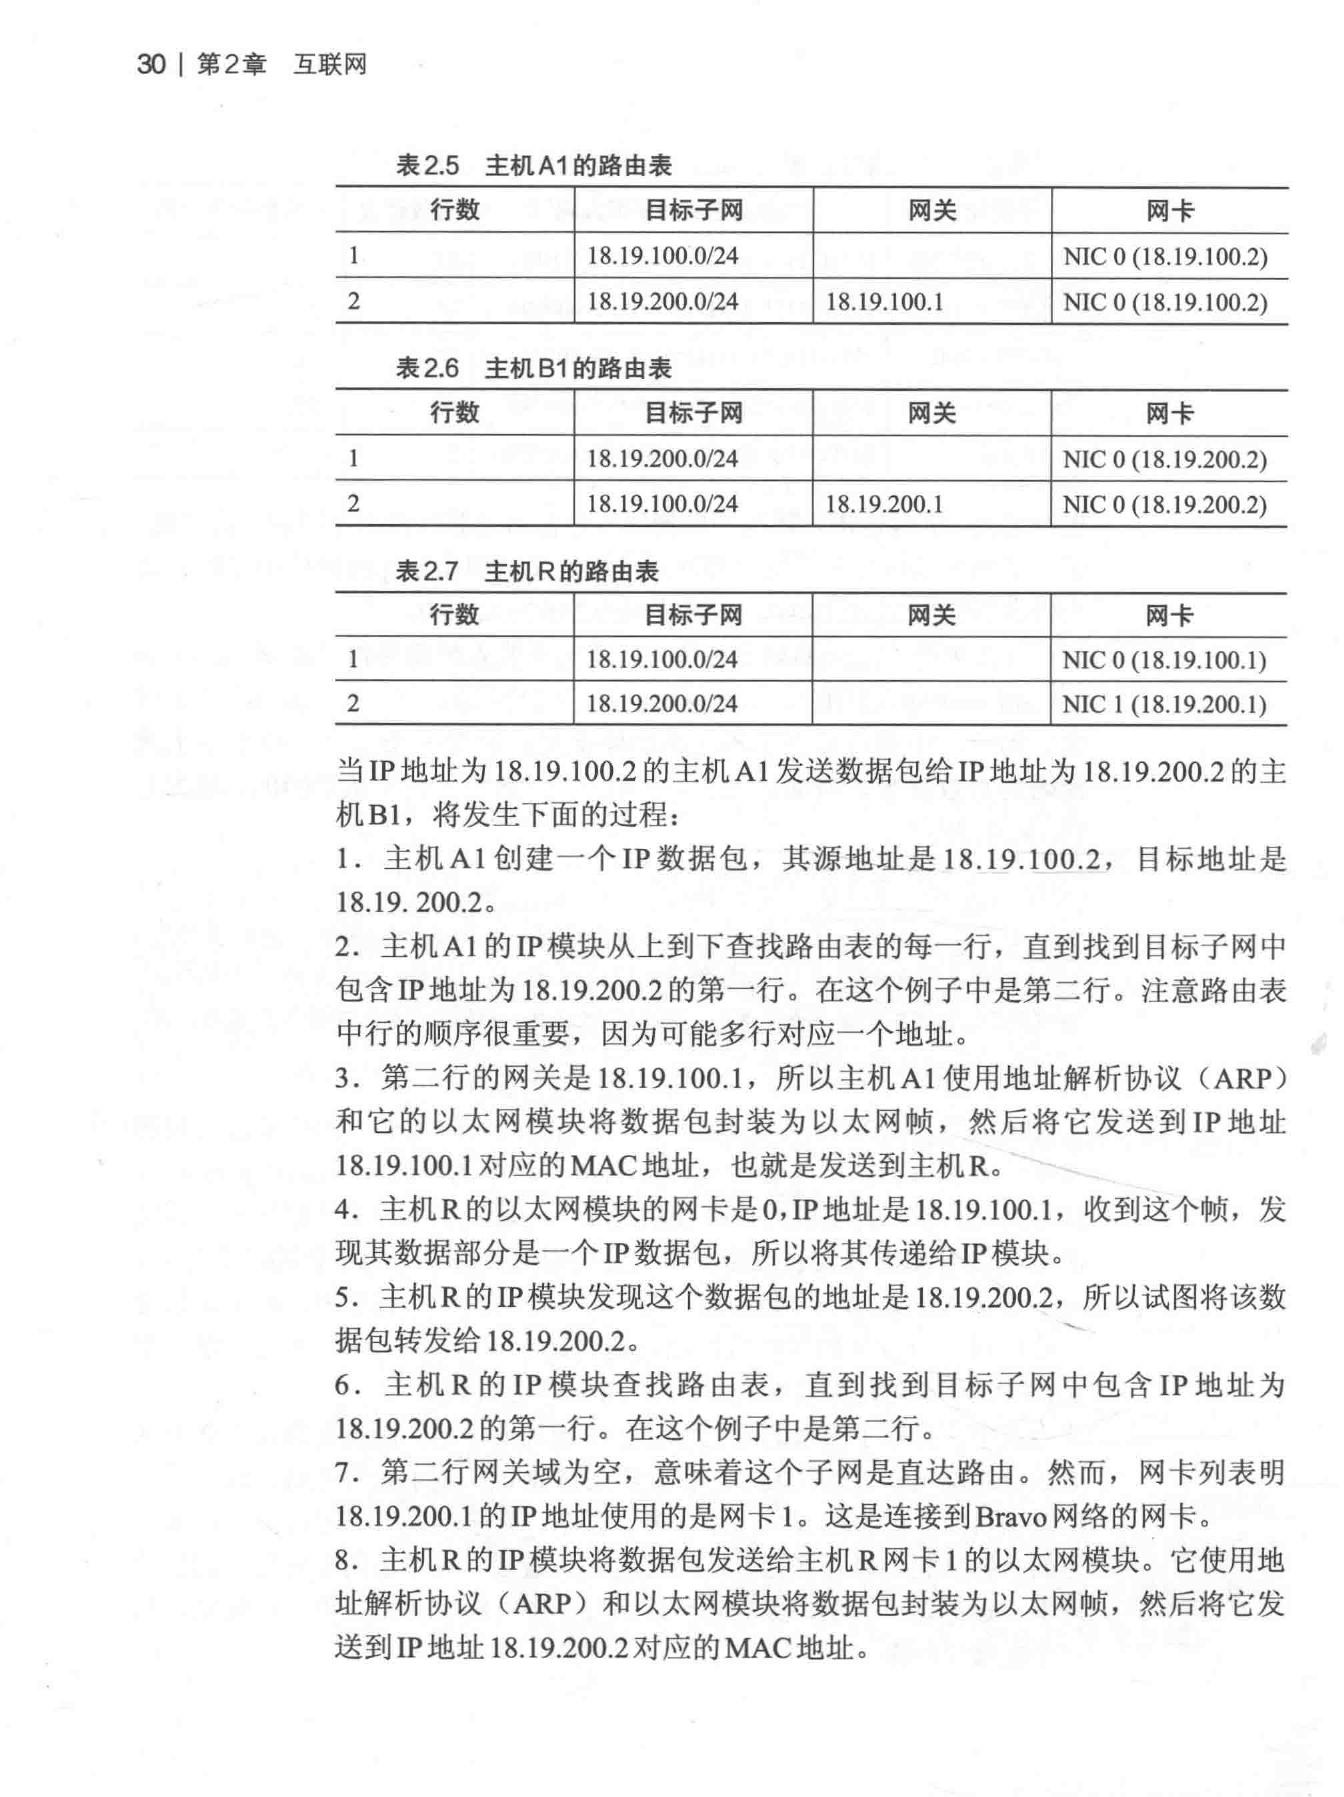 30 | 第2章 互联网
表2.5 主机A1的路由表
行数 目标子网 网关 网卡
1 18.19.100.0/24 NIC 0 (18.19.100.2)
2 18.19.200.0/24 18.19.100.1 NIC 0 (18.19.100.2)
表2.6 主机B1的路由表
行数 目标子网 网关 网卡
1 18.19.200.0/24 NIC 0 (18.19.200.2)
2 18.19.100.0/24 18.19.200.1 NIC 0 (18.19.200.2)
表2.7 主机R的路由表
行数 目标子网 网关 网卡
1 18.19.100.0/24 NIC 0 (18.19.100.1)
2 18.19.200.0/24 NIC 1 (18.19.200.1)
当IP地址为18.19.100.2的主机A1发送数据包给IP地址为18.19.200.2的主
机B1，将发生下面的过程：
1．主机A1创建一个IP数据包，其源地址是18.19.100.2，目标地址是
18.19. 200.2。
2．主机A1的IP模块从上到下查找路由表的每一行，直到找到目标子网中
包含IP地址为18.19.200.2的第一行。在这个例子中是第二行。注意路由表
中行的顺序很重要，因为可能多行对应一个地址。
3．第二行的网关是18.19.100.1，所以主机A1使用地址解析协议（ARP）
和它的以太网模块将数据包封装为以太网帧，然后将它发送到IP地址
18.19.100.1对应的MAC地址，也就是发送到主机R。
4．主机R的以太网模块的网卡是0,IP地址是18.19.100.1，收到这个帧，发
现其数据部分是一个IP数据包，所以将其传递给IP模块。
5．主机R的IP模块发现这个数据包的地址是18.19.200.2，所以试图将该数
据包转发给18.19.200.2。
6．主机R的IP模块查找路由表，直到找到目标子网中包含IP地址为
18.19.200.2的第一行。在这个例子中是第二行。
7．第二行网关域为空，意味着这个子网是直达路由。然而，网卡列表明
18.19.200.1的IP地址使用的是网卡1。这是连接到Bravo网络的网卡。
8．主机R的IP模块将数据包发送给主机R网卡1的以太网模块。它使用地
址解析协议（ARP）和以太网模块将数据包封装为以太网帧，然后将它发
送到IP地址18.19.200.2对应的MAC地址。